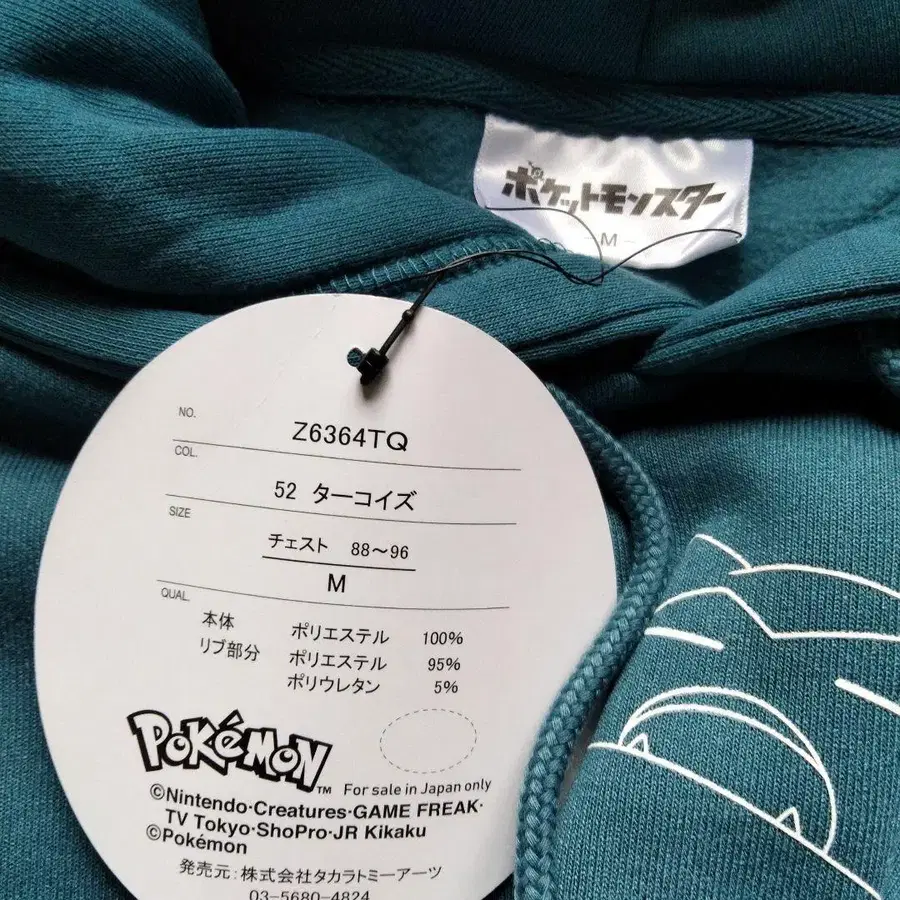 ポケットモンスター
- M -
NO.
Z6364TQ
COL.
52 ターコイズ
SIZE
チェスト 88～96
M
QUAL.
本体 ポリエステル 100%
リブ部分 ポリエステル 95%
ポリウレタン 5%
POKéMON TM
For sale in Japan only
©Nintendo·Creatures·GAME FREAK·
TV Tokyo·ShoPro·JR Kikaku
©Pokémon
発売元：株式会社タカラトミーアーツ
03-5680-4824